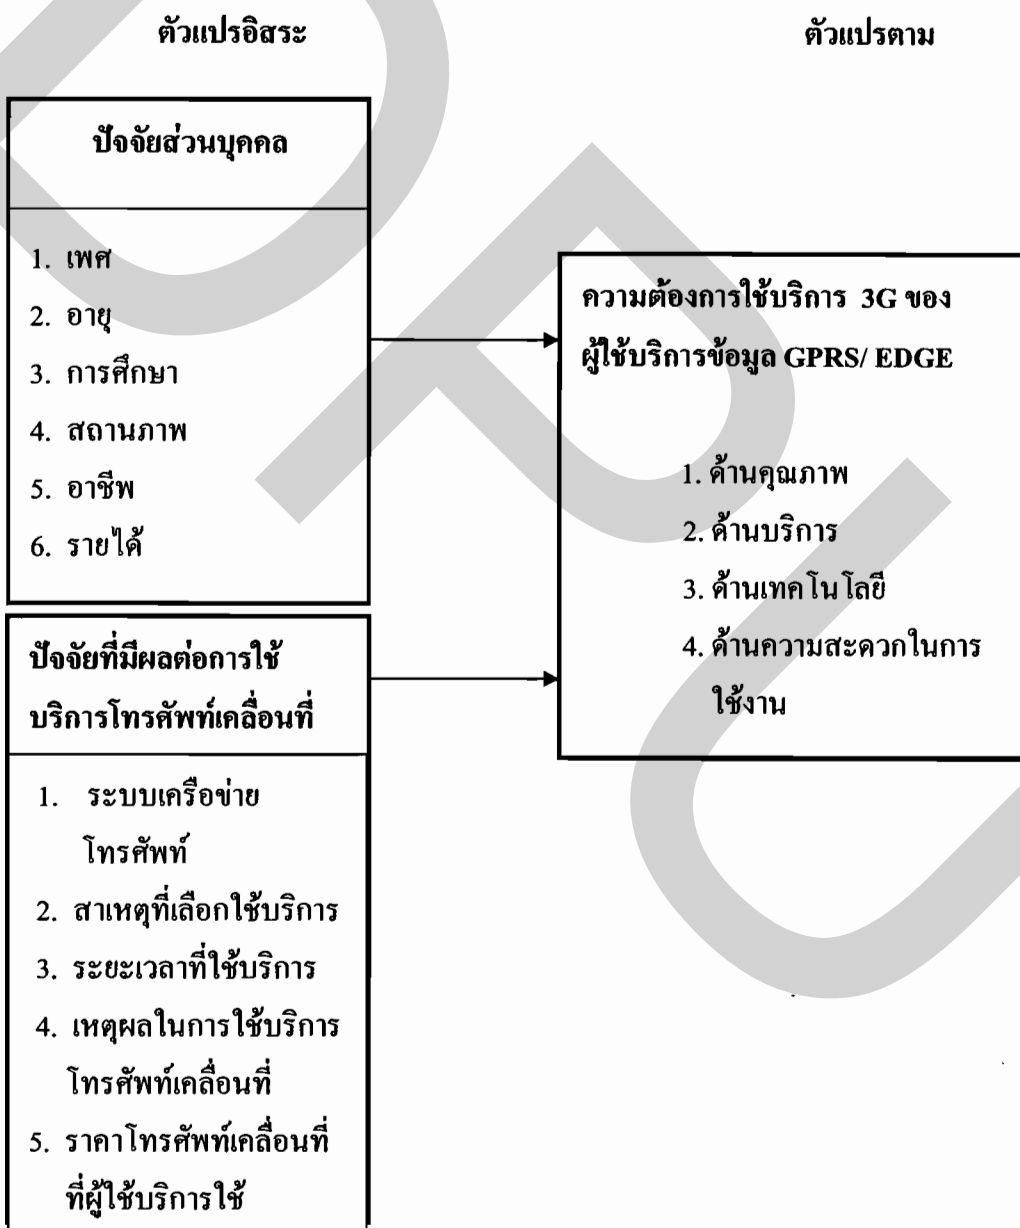 ตัวแปรอิสระ
ตัวแปรตาม
ปัจจัยส่วนบุคคล
1. เพศ
2. อายุ
3. การศึกษา
4. สถานภาพ
5. อาชีพ
6. รายได้
ปัจจัยที่มีผลต่อการใช้
บริการโทรศัพท์เคลื่อนที่
1. ระบบเครือข่าย
โทรศัพท์
2. สาเหตุที่เลือกใช้บริการ
3. ระยะเวลาที่ใช้บริการ
4. เหตุผลในการใช้บริการ
โทรศัพท์เคลื่อนที่
5. ราคาโทรศัพท์เคลื่อนที่
ที่ผู้ใช้บริการใช้
ความต้องการใช้บริการ 3G ของ
ผู้ใช้บริการข้อมูล GPRS/ EDGE
1. ด้านคุณภาพ
2. ด้านบริการ
3. ด้านเทคโนโลยี
4. ด้านความสะดวกในการ
ใช้งาน
DPU